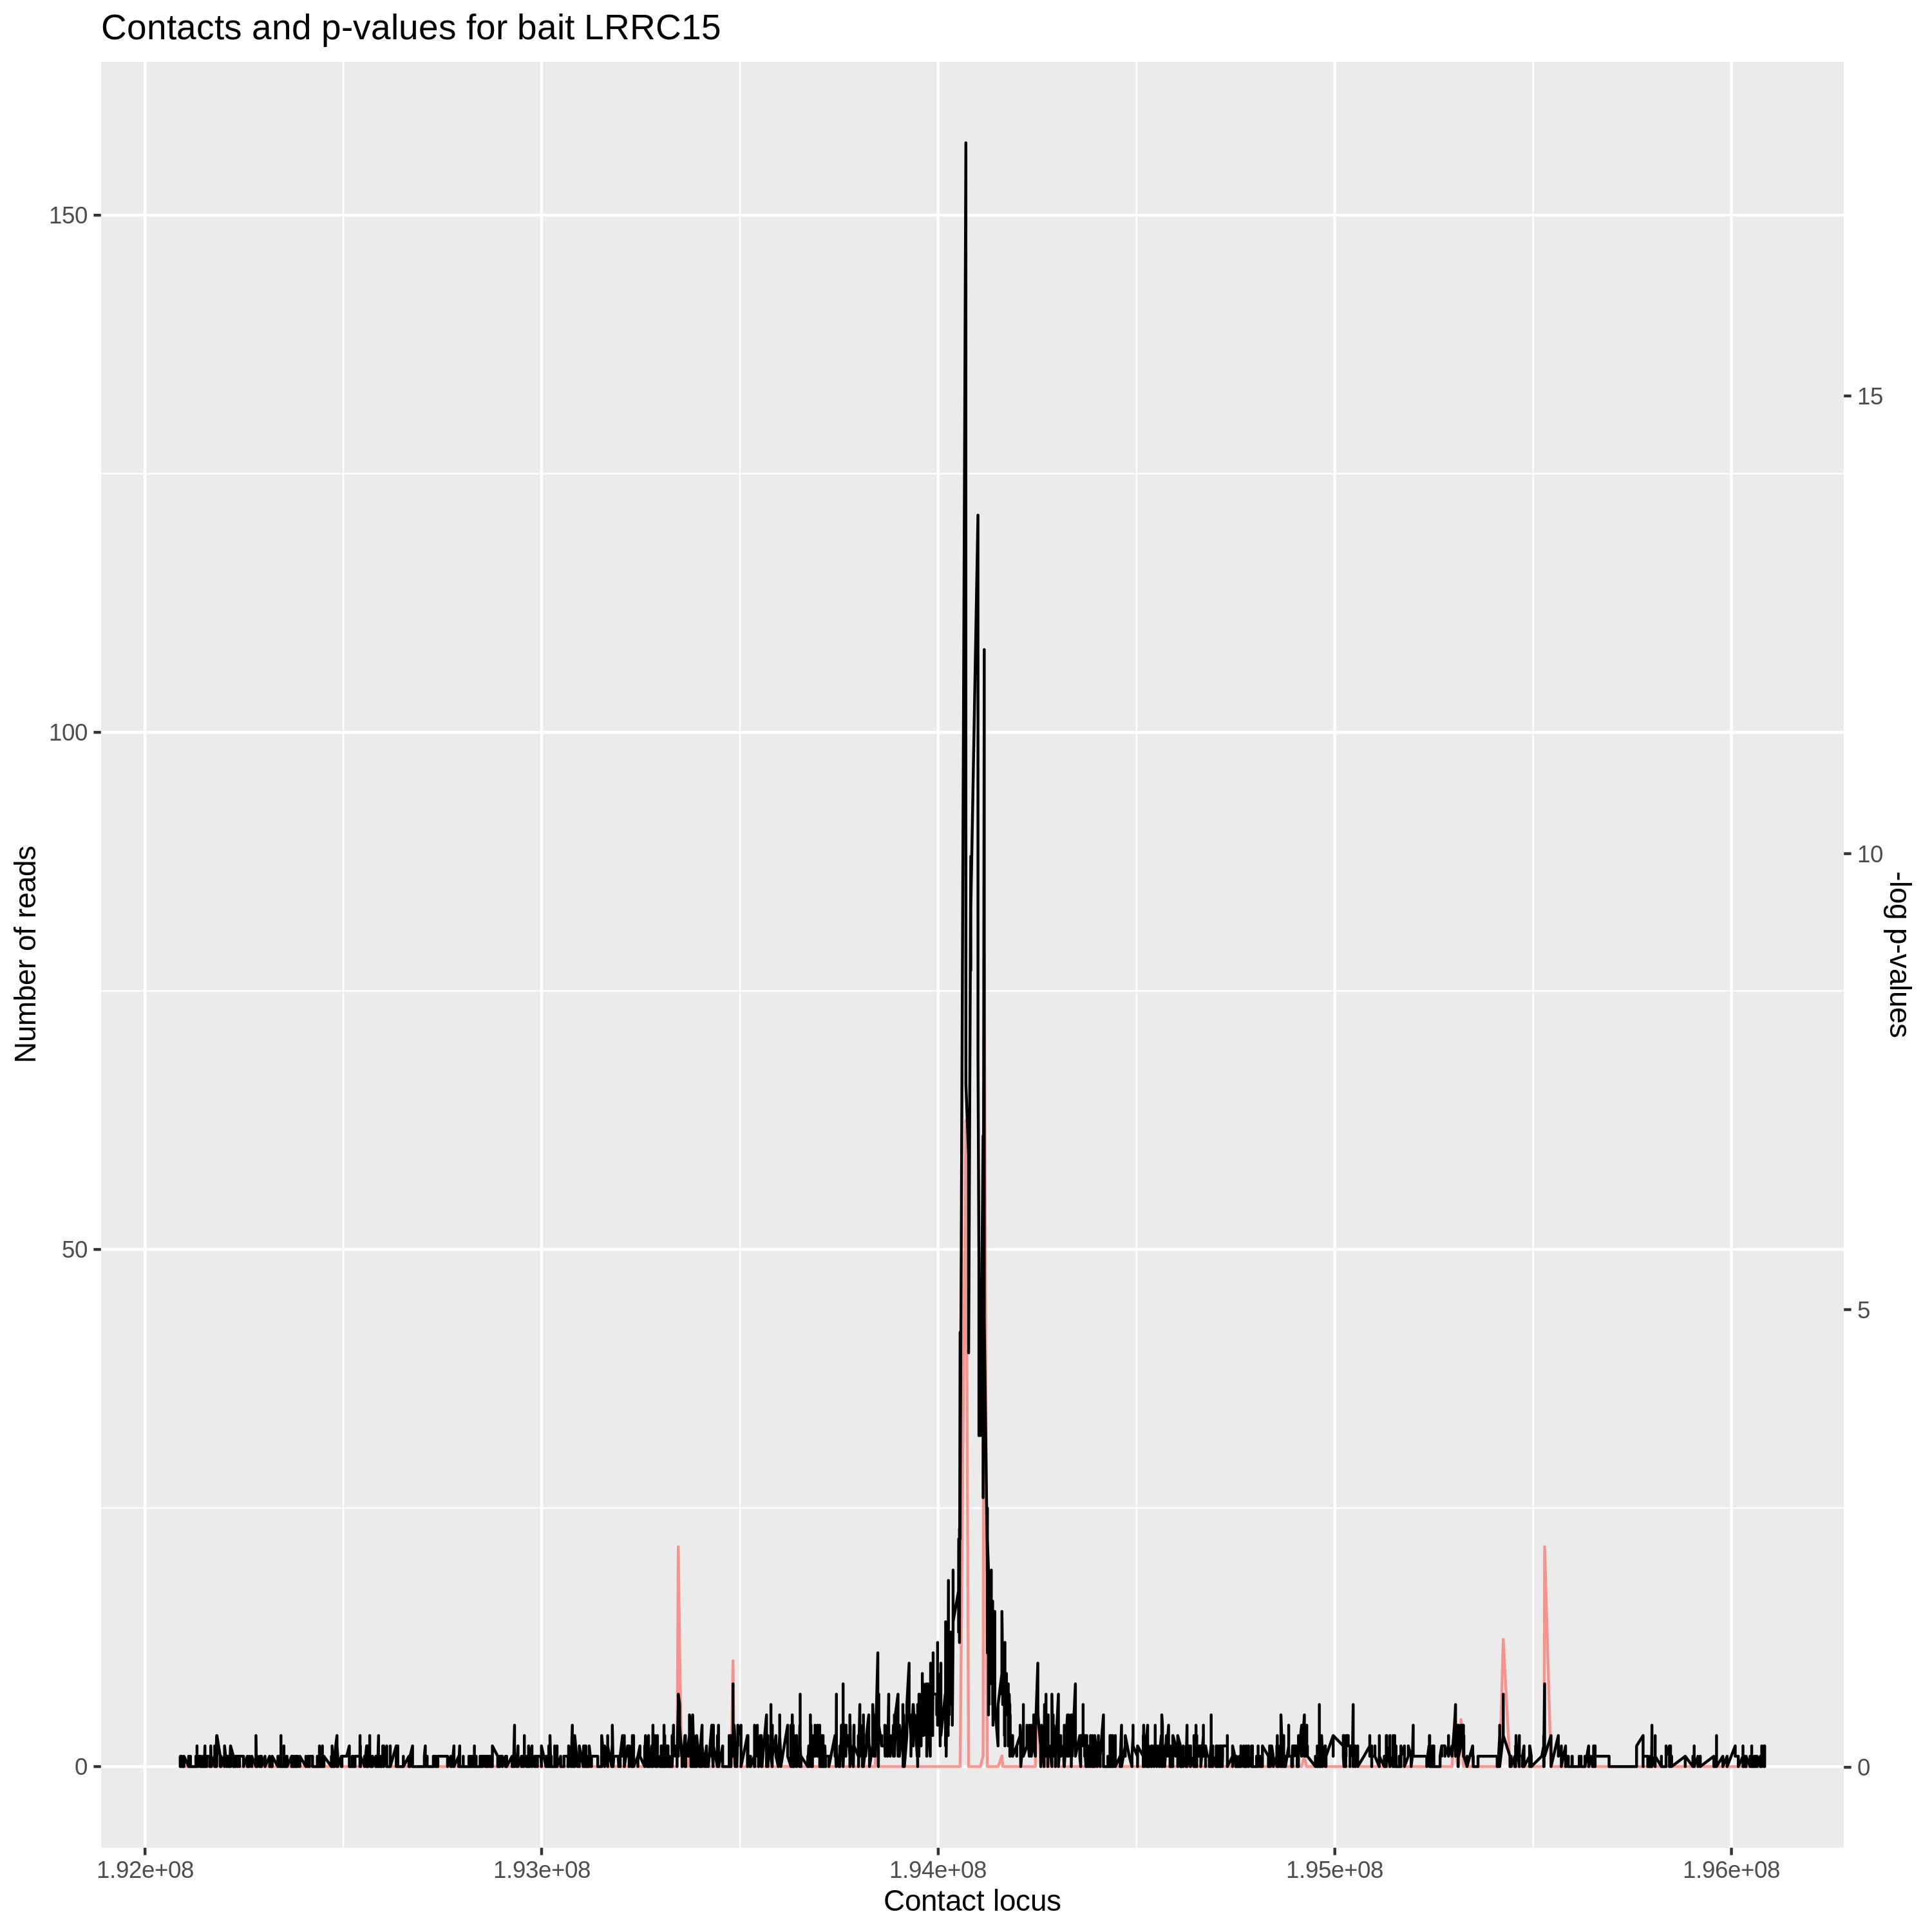 Contacts and p-values for bait LRRC15
150
100
50
0
Number of reads
15
10
5
0
-log p-values
1.92e+08
1.93e+08
1.94e+08
1.95e+08
1.96e+08
Contact locus